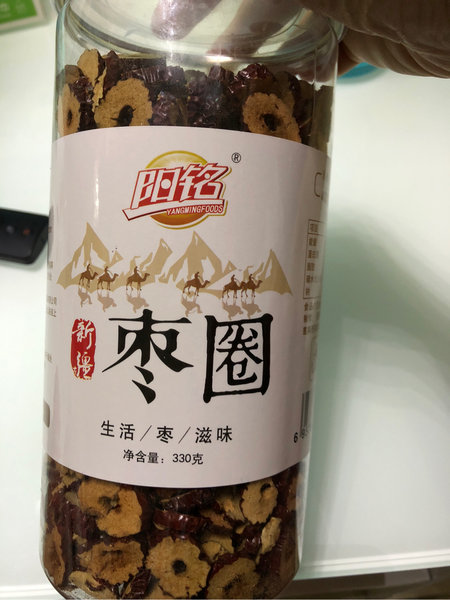 阳铭®
YANGMINGFOODS
新疆
枣圈
生活/枣/滋味
净含量：330克